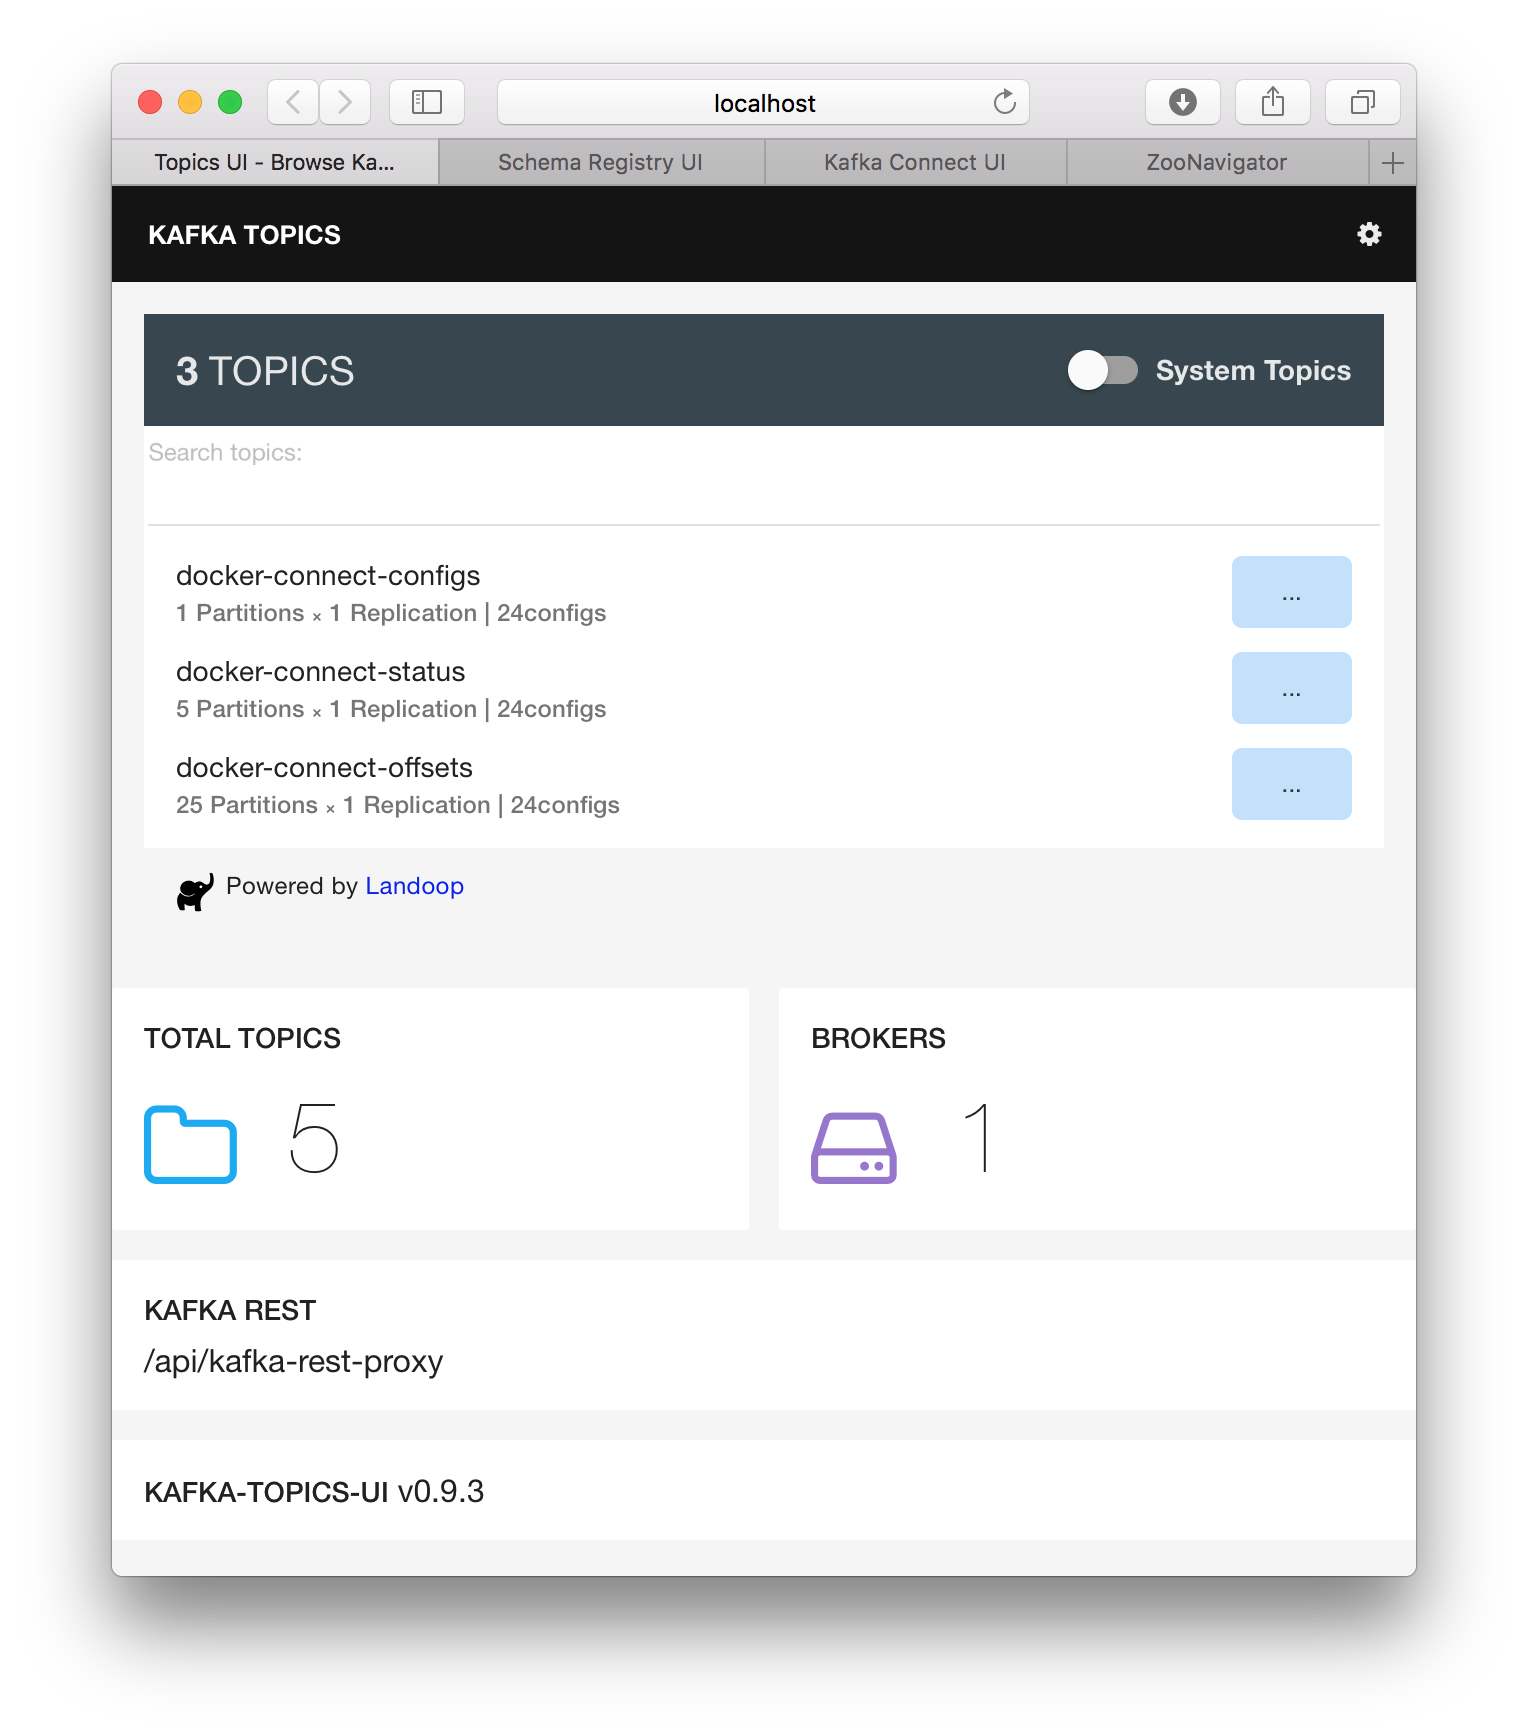 localhost
Topics UI - Browse Ka...
Schema Registry UI
Kafka Connect UI
ZooNavigator
KAFKA TOPICS
3 TOPICS
System Topics
Search topics:
docker-connect-configs
...
1 Partitions × 1 Replication | 24configs
docker-connect-status
...
5 Partitions × 1 Replication | 24configs
docker-connect-offsets
...
25 Partitions × 1 Replication | 24configs
Powered by Landoop
TOTAL TOPICS
5
BROKERS
1
KAFKA REST
/api/kafka-rest-proxy
KAFKA-TOPICS-UI v0.9.3